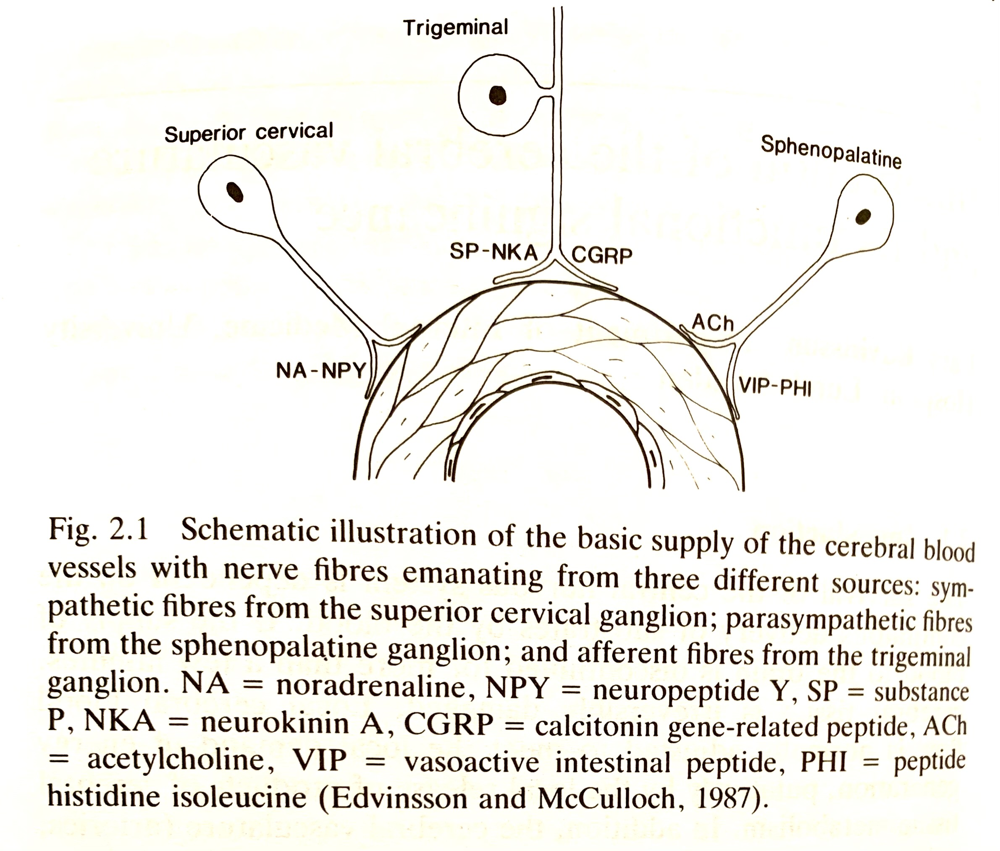 Trigeminal
Superior cervical
Sphenopalatine
SP-NKA
CGRP
ACh
NA-NPY
VIP-PHI
Fig. 2.1 Schematic illustration of the basic supply of the cerebral blood
vessels with nerve fibres emanating from three different sources: sym-
pathetic fibres from the superior cervical ganglion; parasympathetic fibres
from the sphenopalatine ganglion; and afferent fibres from the trigeminal
ganglion. NA = noradrenaline, NPY = neuropeptide Y, SP = substance
P, NKA = neurokinin A, CGRP = calcitonin gene-related peptide, ACh
= acetylcholine, VIP = vasoactive intestinal peptide, PHI = peptide
histidine isoleucine (Edvinsson and McCulloch, 1987).